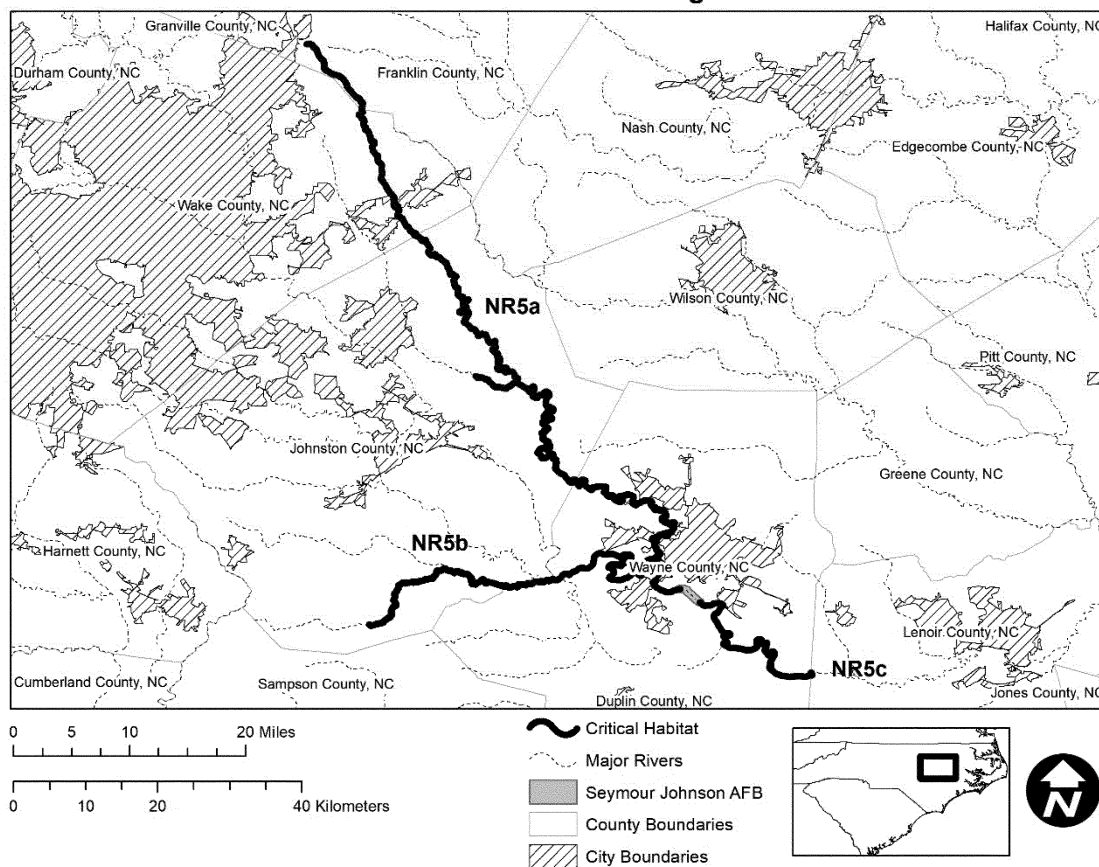 Granville County, NC
Halifax County, NC
Durham County, NC
Franklin County, NC
Nash County, NC
Edgecombe County, NC
Wake County, NC
NR5a
Wilson County, NC
Pitt County, NC
Johnston County, NC
Greene County, NC
NR5b
Harnett County, NC
Wayne County, NC
Lenoir County, NC
NR5c
Cumberland County, NC
Sampson County, NC
Duplin County, NC
Jones County, NC
0 5 10 20 Miles
0 10 20 40 Kilometers
Critical Habitat
Major Rivers
Seymour Johnson AFB
County Boundaries
City Boundaries
N